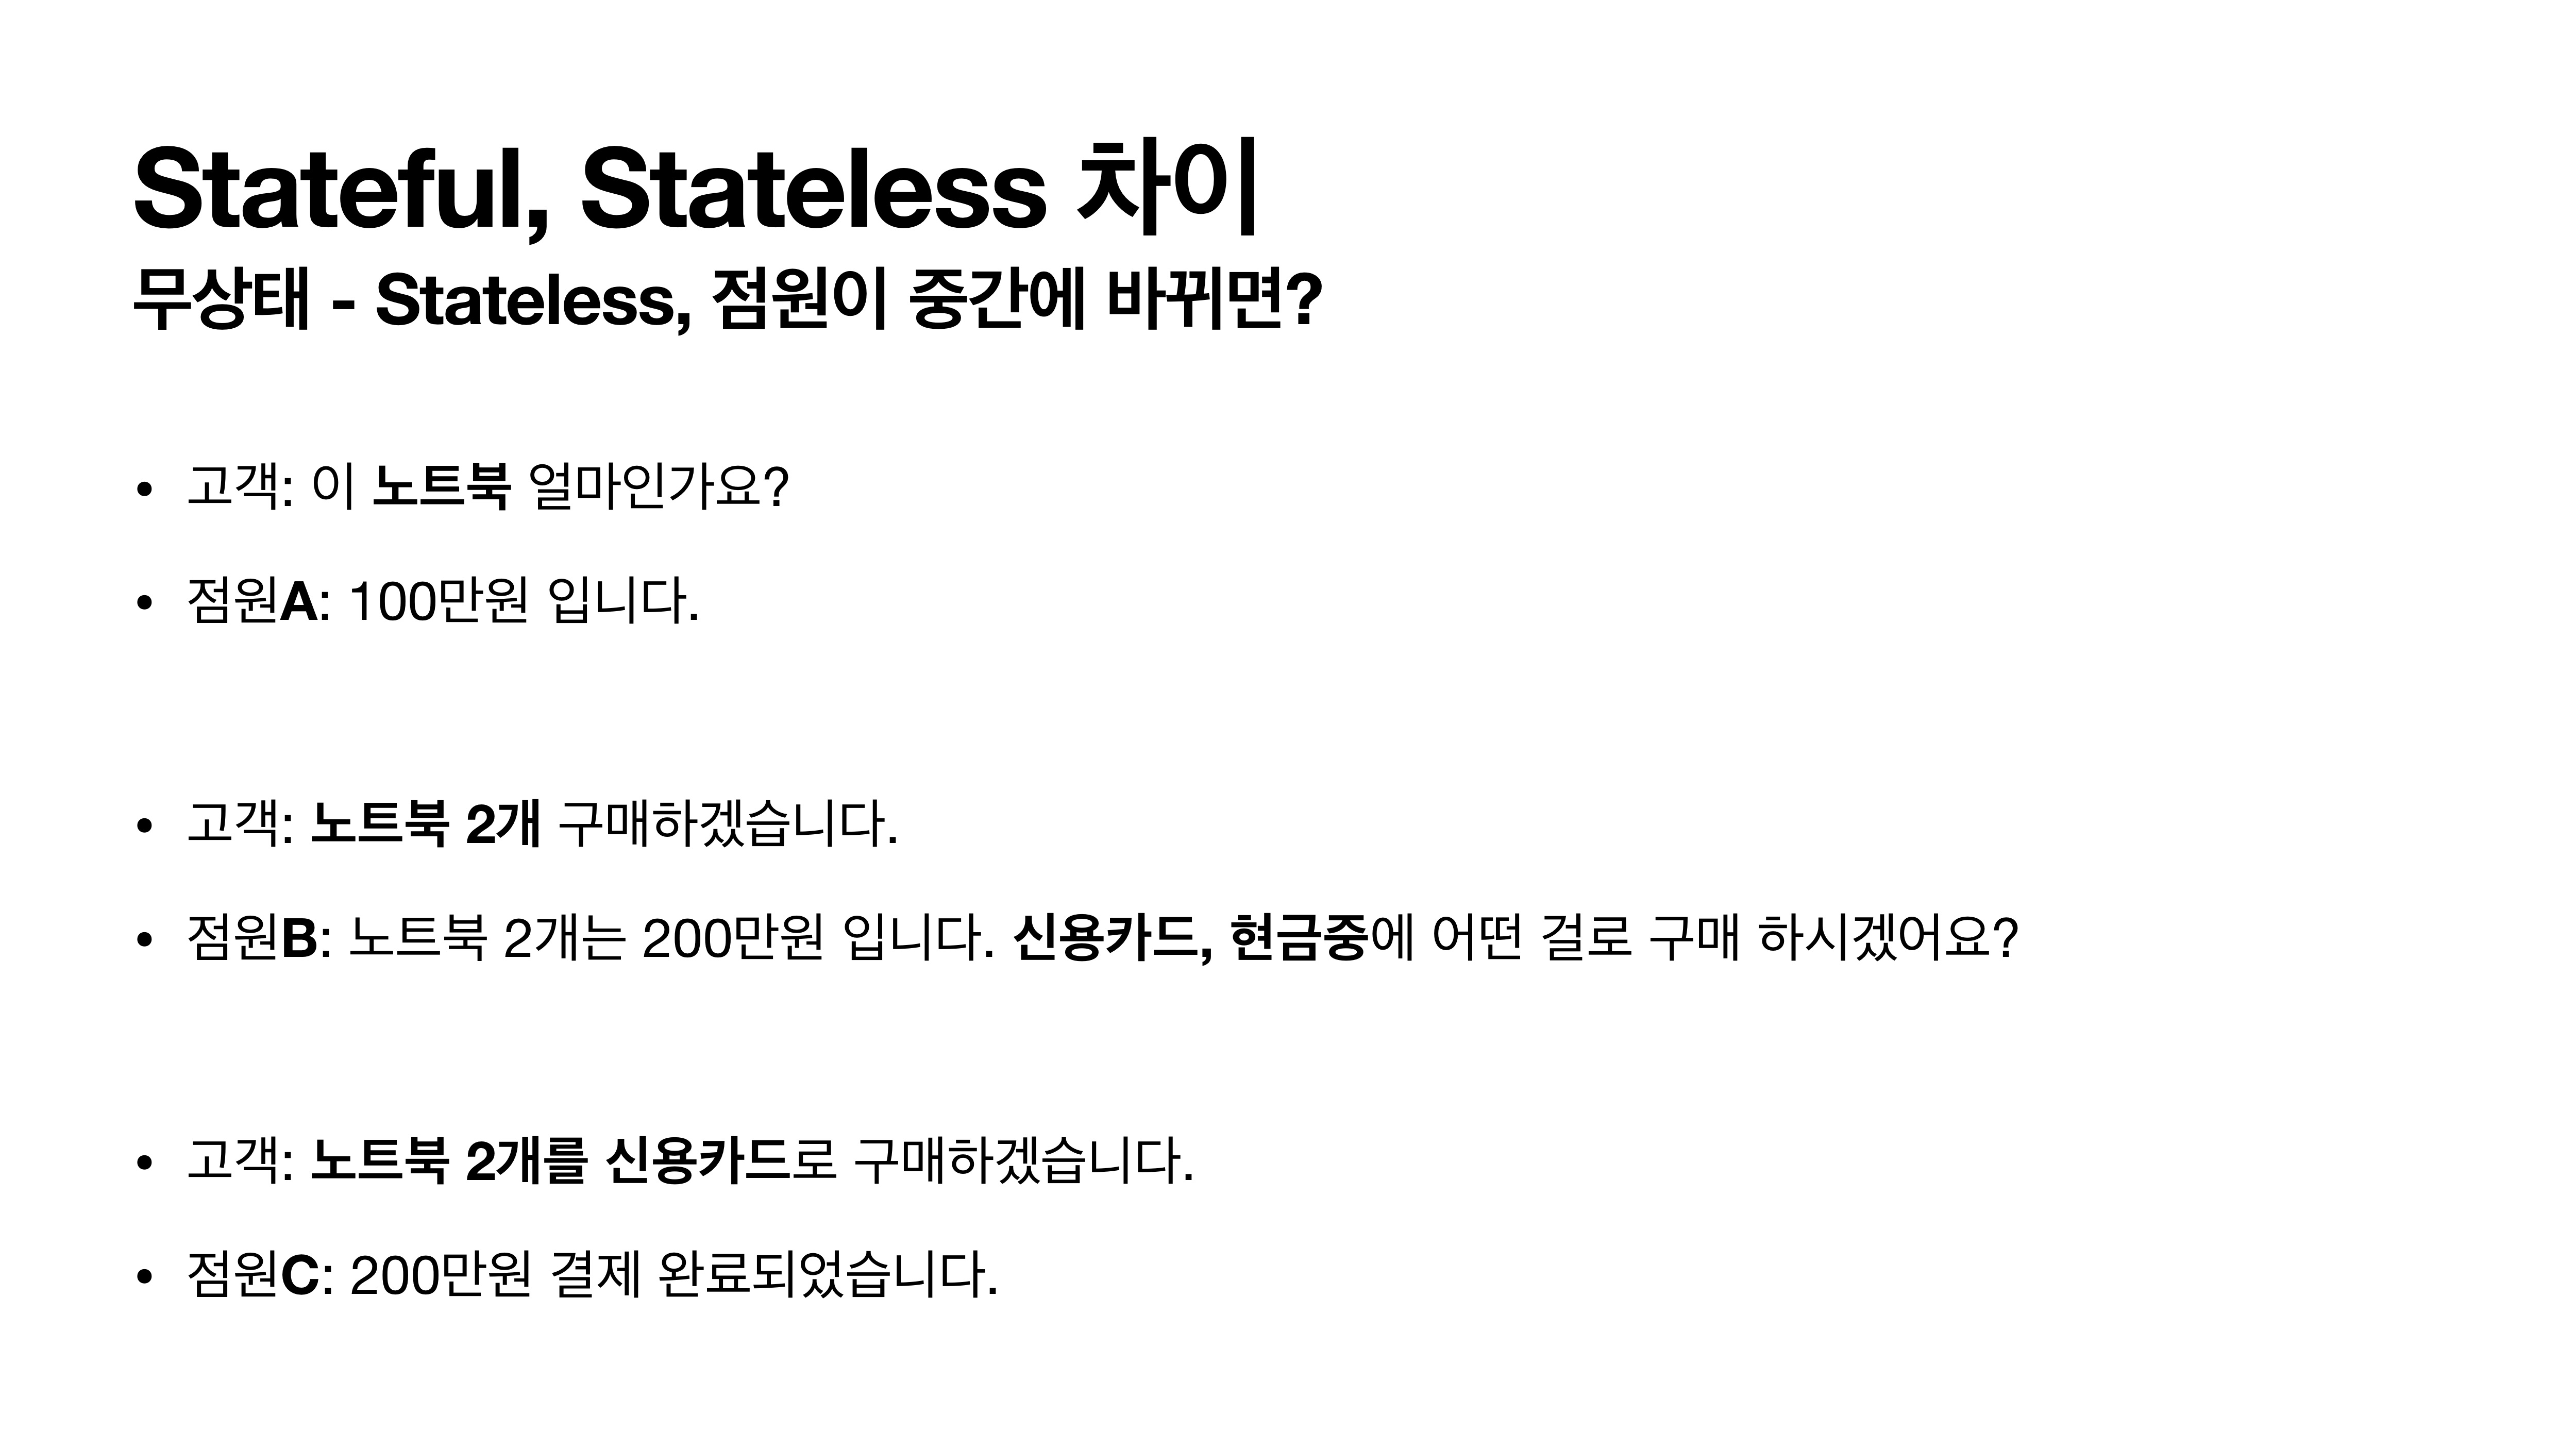 Stateful, Stateless 차이
무상태 - Stateless, 점원이 중간에 바뀌면?
• 고객: 이 노트북 얼마인가요?
• 점원A: 100만원 입니다.
• 고객: 노트북 2개 구매하겠습니다.
• 점원B: 노트북 2개는 200만원 입니다. 신용카드, 현금중에 어떤 걸로 구매 하시겠어요?
• 고객: 노트북 2개를 신용카드로 구매하겠습니다.
• 점원C: 200만원 결제 완료되었습니다.